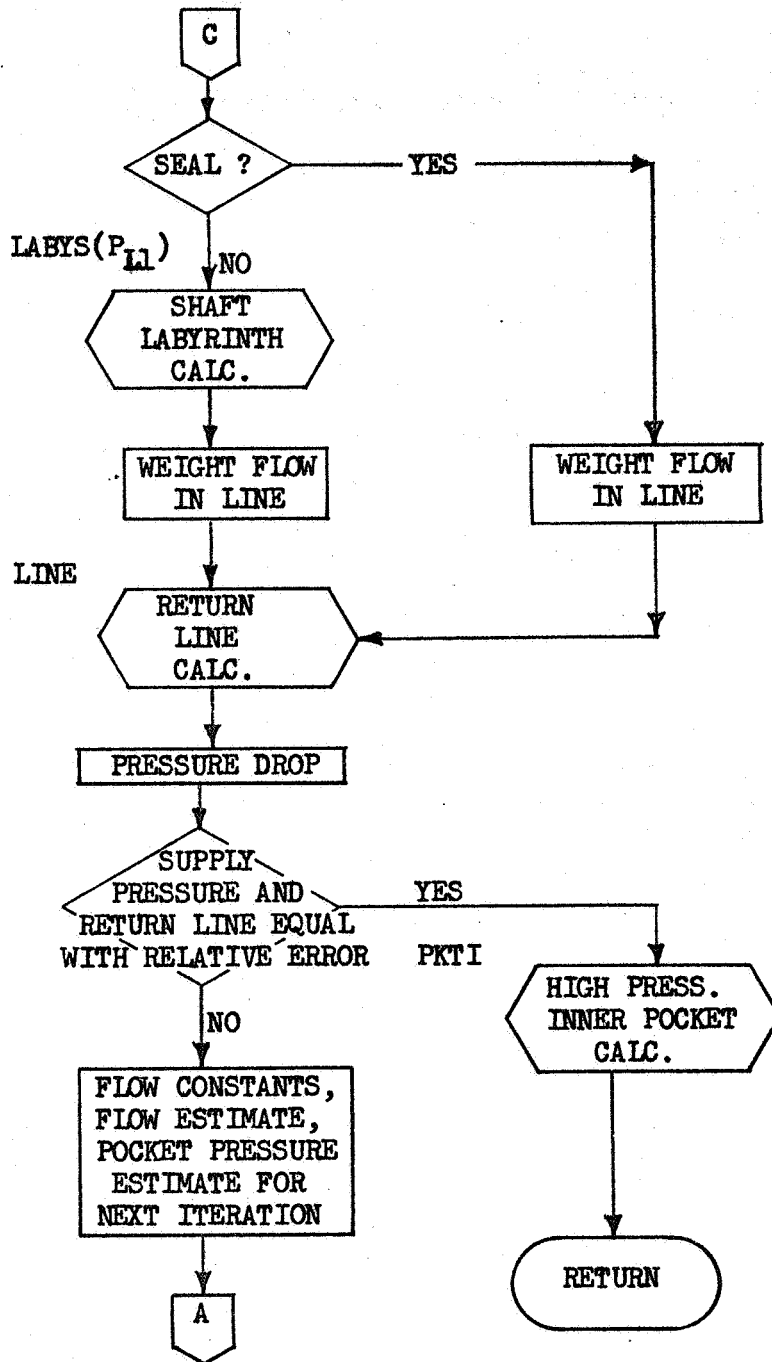 C
SEAL ?
YES
LABYS(PL1)
NO
SHAFT
LABYRINTH
CALC.
WEIGHT FLOW
IN LINE
WEIGHT FLOW
IN LINE
LINE
RETURN
LINE
CALC.
PRESSURE DROP
SUPPLY
PRESSURE AND
RETURN LINE EQUAL
WITH RELATIVE ERROR
YES
PKTI
NO
HIGH PRESS.
INNER POCKET
CALC.
FLOW CONSTANTS,
FLOW ESTIMATE,
POCKET PRESSURE
ESTIMATE FOR
NEXT ITERATION
RETURN
A